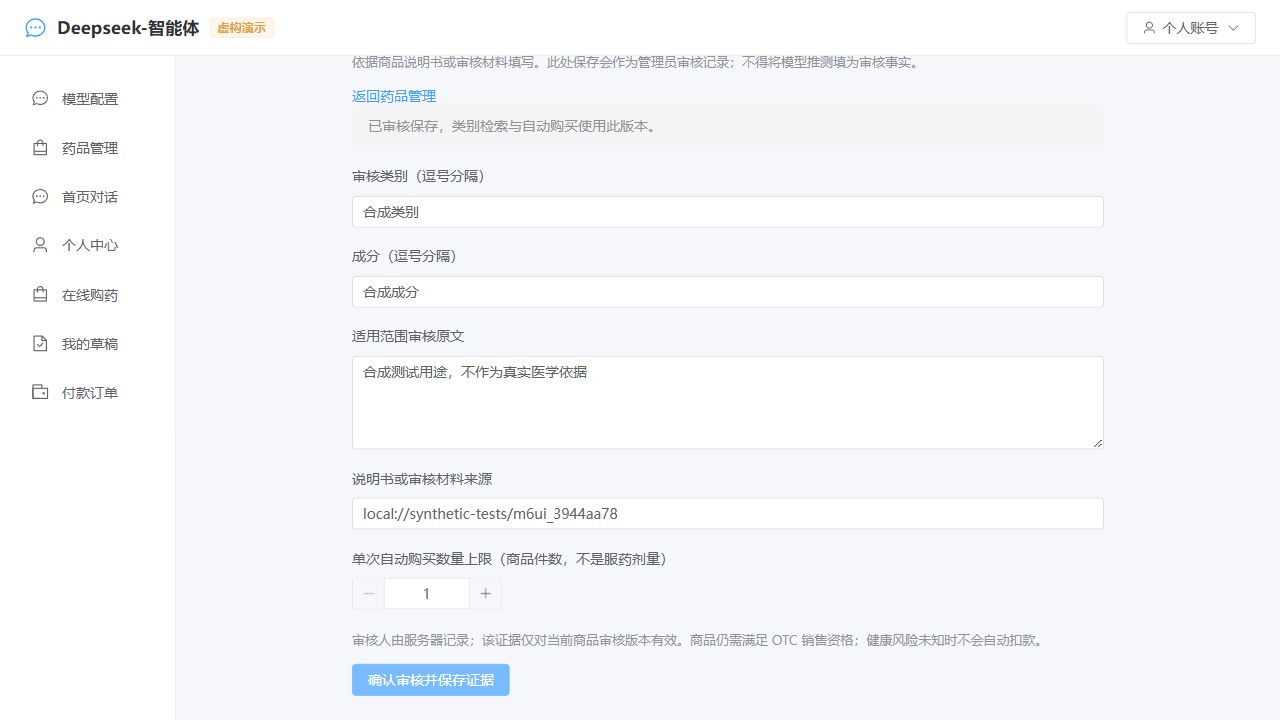 Deepseek-智能体
虚构演示
个人账号
模型配置
药品管理
首页对话
个人中心
在线购药
我的草稿
付款订单
依据商品说明书或审核材料填写。此处保存会作为管理员审核记录；不得将模型推测填为审核事实。
返回药品管理
已审核保存，类别检索与自动购买使用此版本。
审核类别（逗号分隔）
合成类别
成分（逗号分隔）
合成成分
适用范围审核原文
合成测试用途，不作为真实医学依据
说明书或审核材料来源
local://synthetic-tests/m6ui_3944aa78
单次自动购买数量上限（商品件数，不是服药剂量）
1
审核人由服务器记录；该证据仅对当前商品审核版本有效。商品仍需满足 OTC 销售资格；健康风险未知时不会自动扣款。
确认审核并保存证据